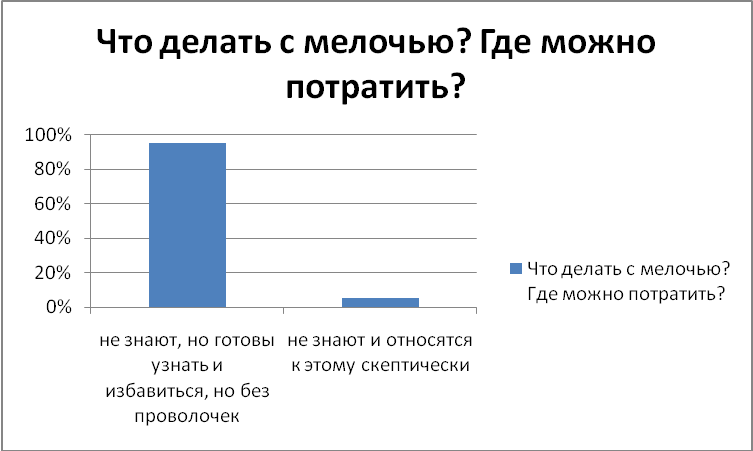 Что делать с мелочью? Где можно
потратить?
100%
80%
60%
40%
20%
0%
не знают, но готовы
узнать и
избавиться, но без
проволочек
не знают и относятся
к этому скептически
Что делать с мелочью?
Где можно потратить?